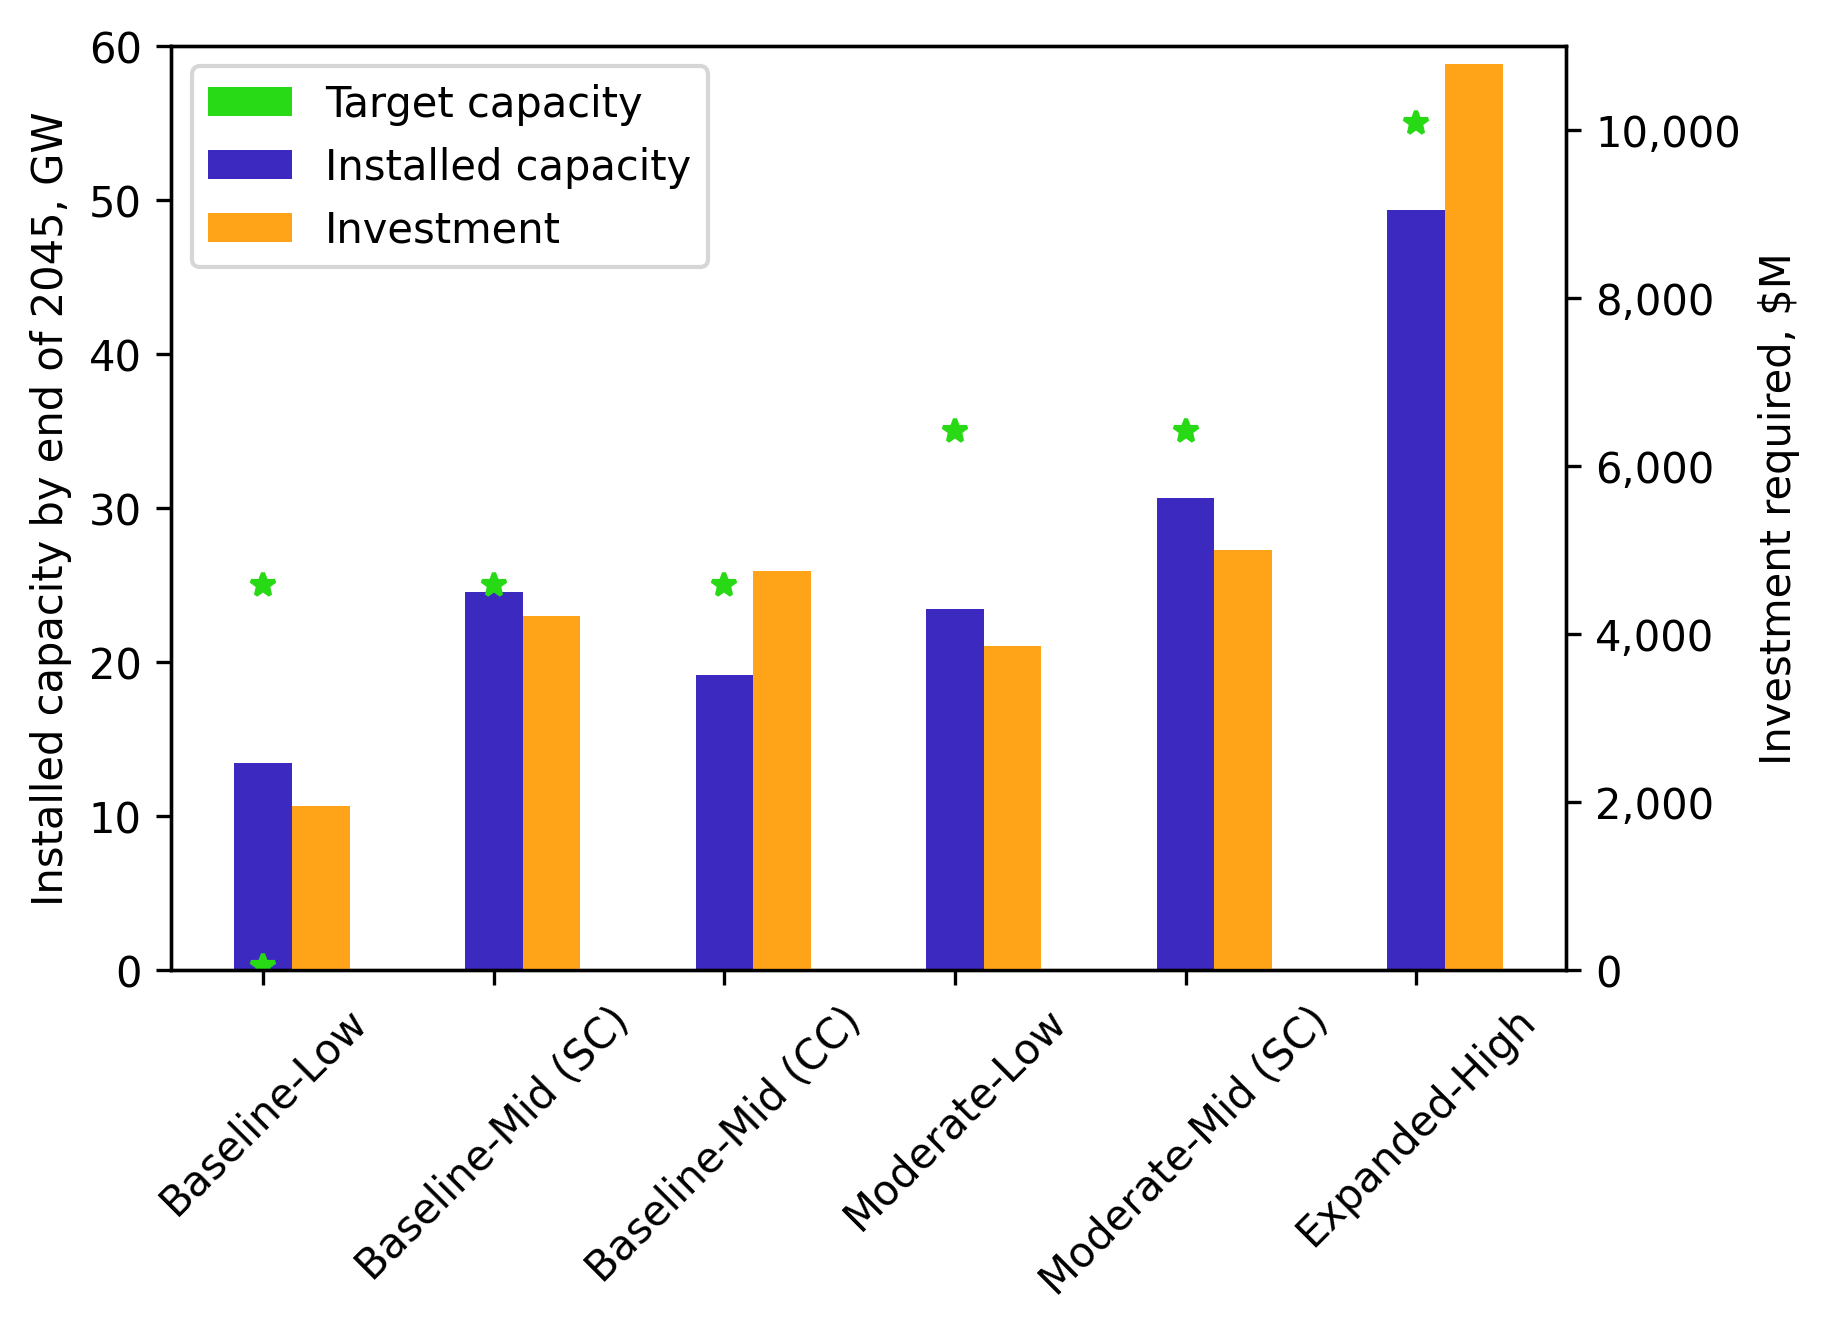 Target capacity
Installed capacity
Investment
Installed capacity by end of 2045, GW
60
50
40
30
20
10
0
10,000
8,000
6,000
4,000
2,000
0
Investment required, $M
Baseline-Low
Baseline-Mid (SC)
Baseline-Mid (CC)
Moderate-Low
Moderate-Mid (SC)
Expanded-High